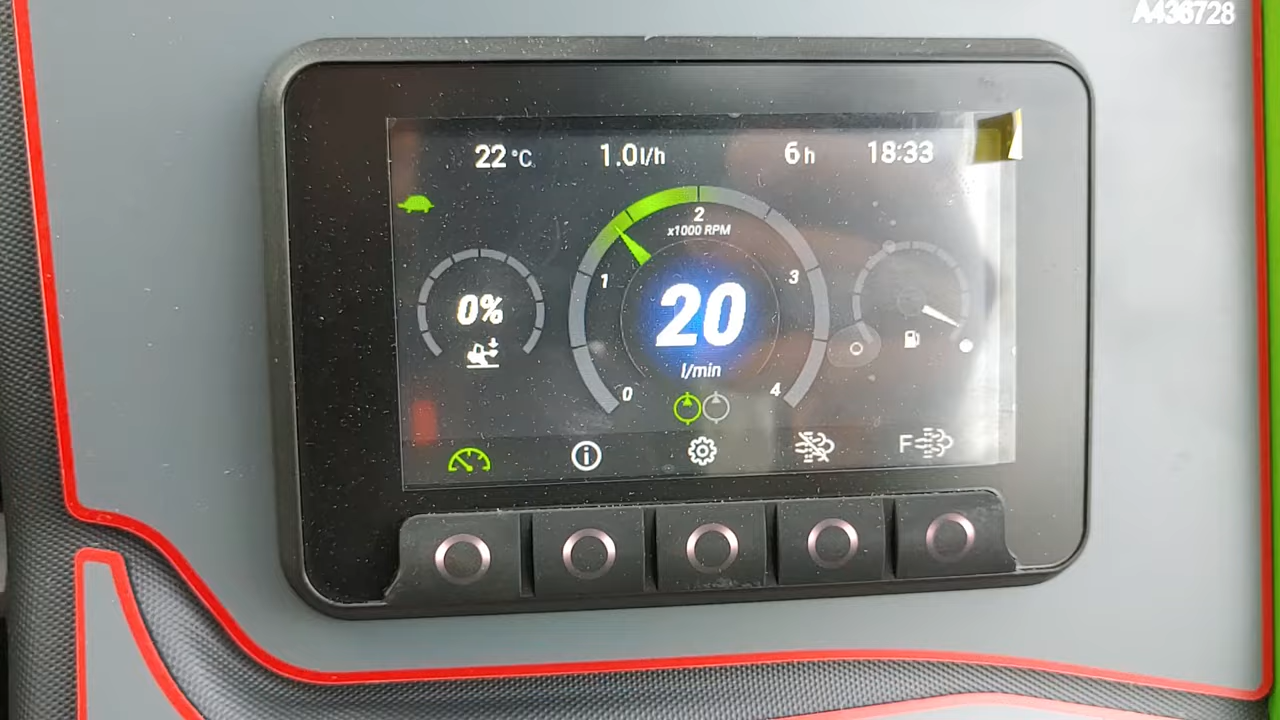 A436728
22 °C 1.0 l/h 6 h 18:33
2
x1000 RPM
1 3
0%
20
l/min
0 4
F